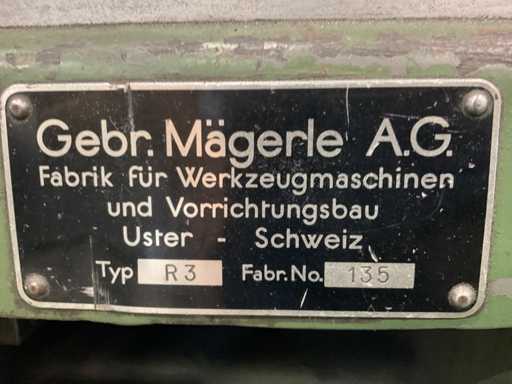 Gebr. Mägerle A.G.
Fabrik für Werkzeugmaschinen
und Vorrichtungsbau
Uster - Schweiz
Typ R3 Fabr. No. 135